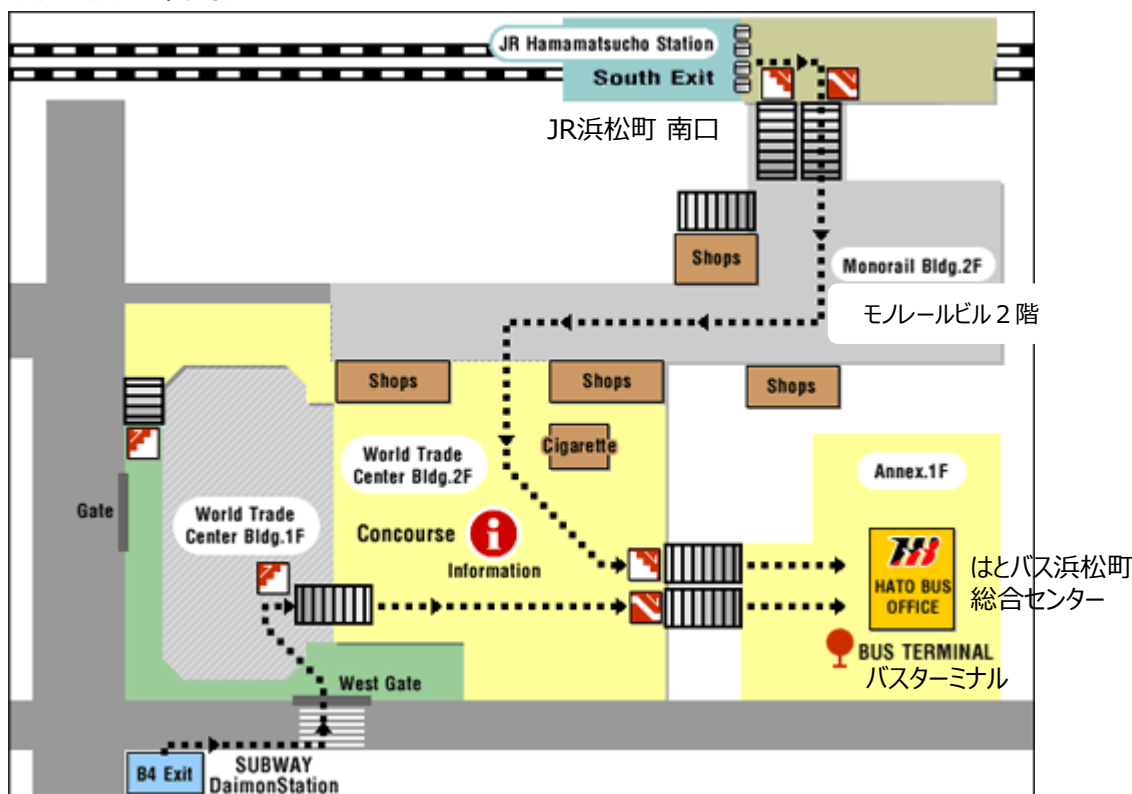 JR Hamamatsucho Station
South Exit
JR浜松町 南口
Shops
Monorail Bldg.2F
モノレールビル２階
Shops
Shops
Shops
Cigarette
World Trade
Center Bldg.2F
Annex.1F
Gate
World Trade
Center Bldg.1F
Concourse
i
Information
H
HATO BUS
OFFICE
はとバス浜松町
総合センター
BUS TERMINAL
バスターミナル
West Gate
B4 Exit
SUBWAY
DaimonStation